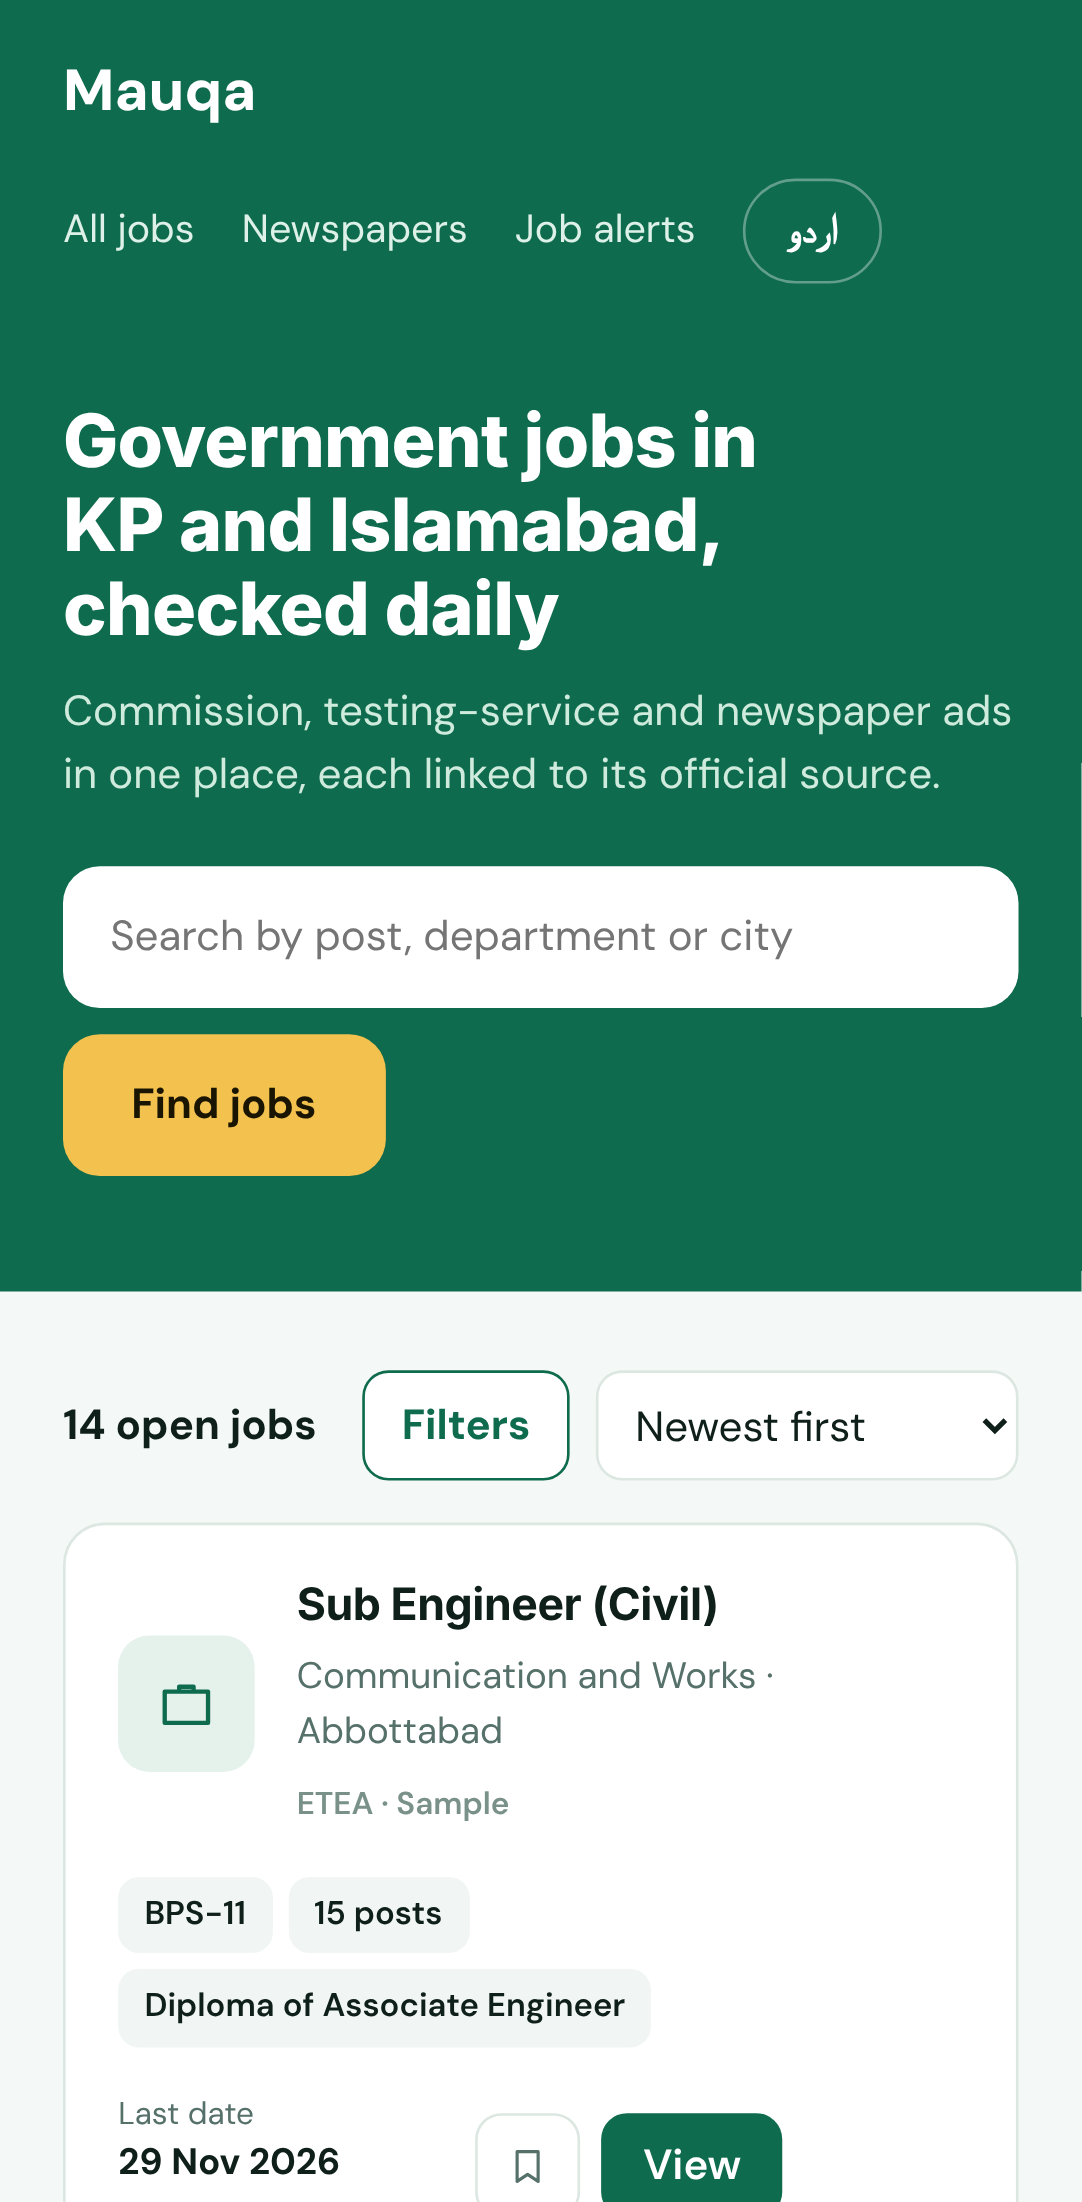 Mauqa
All jobs Newspapers Job alerts اردو
Government jobs in
KP and Islamabad,
checked daily
Commission, testing-service and newspaper ads
in one place, each linked to its official source.
Search by post, department or city
Find jobs
14 open jobs Filters Newest first
Sub Engineer (Civil)
Communication and Works ·
Abbottabad
ETEA · Sample
BPS-11 15 posts
Diploma of Associate Engineer
Last date
29 Nov 2026 View